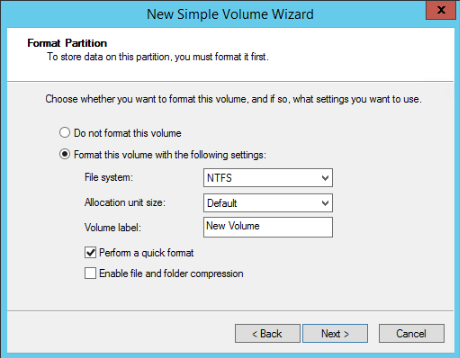 New Simple Volume Wizard
x
Format Partition
To store data on this partition, you must format it first.
Choose whether you want to format this volume, and if so, what settings you want to use.
Do not format this volume
Format this volume with the following settings:
File system: NTFS
Allocation unit size: Default
Volume label: New Volume
Perform a quick format
Enable file and folder compression
< Back Next > Cancel